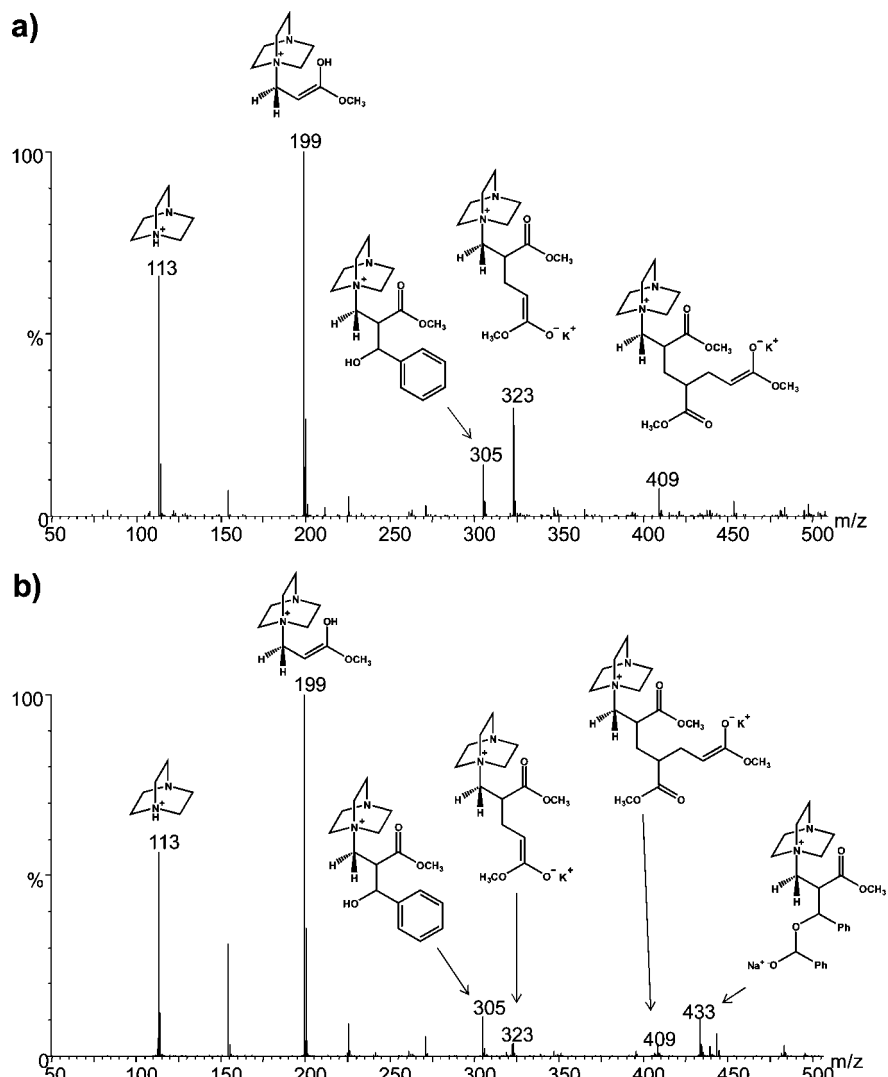 a)
N
N
+
OH
H
H
OCH₃
199
100
N
N
+
H
113
N
N
+
O
OCH₃
H
H
H₃CO
O⁻ K⁺
323
N
N
+
O
OCH₃
H
H
HO
305
N
N
+
O
OCH₃
H
H
O⁻ K⁺
OCH₃
H₃CO
O
409
%
0
50 100 150 200 250 300 350 400 450 500 m/z
b)
N
N
+
OH
H
H
OCH₃
199
100
N
N
+
H
113
N
N
+
O
OCH₃
H
H
HO
305
N
N
+
O
OCH₃
H
H
H₃CO
O⁻ K⁺
323
N
N
+
O
OCH₃
H
H
O⁻ K⁺
OCH₃
H₃CO
O
409
N
N
+
O
OCH₃
H
H
O
Ph
Na⁺ ⁻O
Ph
433
%
0
50 100 150 200 250 300 350 400 450 500 m/z